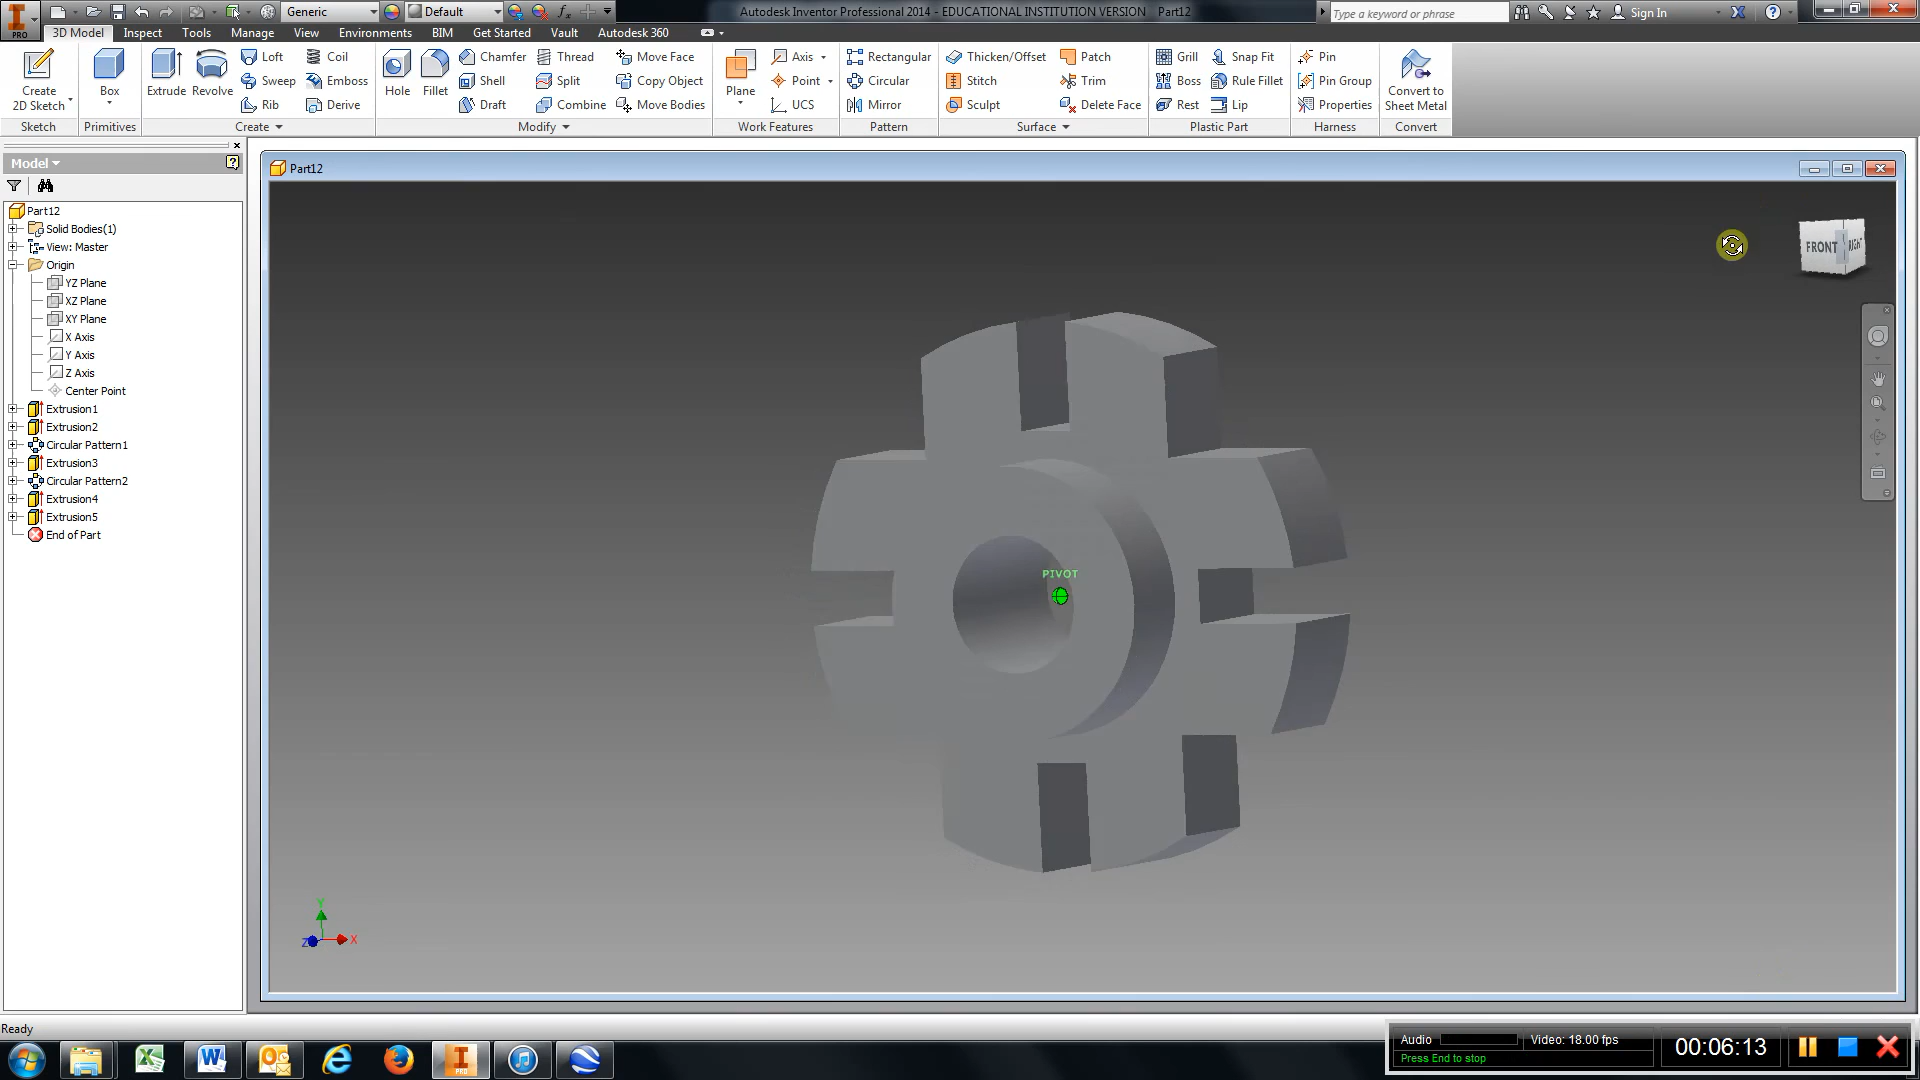 Generic
Default
Autodesk Inventor Professional 2014 - EDUCATIONAL INSTITUTION VERSION Part12
Type a keyword or phrase
Sign In
PRO
3D Model Inspect Tools Manage View Environments BIM Get Started Vault Autodesk 360
Create 2D Sketch
Box
Extrude
Revolve
Loft
Sweep
Rib
Coil
Emboss
Derive
Hole
Fillet
Chamfer
Shell
Draft
Thread
Split
Combine
Move Face
Copy Object
Move Bodies
Plane
Axis
Point
UCS
Rectangular
Circular
Mirror
Thicken/Offset
Stitch
Sculpt
Patch
Trim
Delete Face
Grill
Boss
Rest
Snap Fit
Rule Fillet
Lip
Pin
Pin Group
Properties
Convert to Sheet Metal
Sketch Primitives Create Modify Work Features Pattern Surface Plastic Part Harness Convert
Model
Part12
Solid Bodies(1)
View: Master
Origin
YZ Plane
XZ Plane
XY Plane
X Axis
Y Axis
Z Axis
Center Point
Extrusion1
Extrusion2
Circular Pattern1
Extrusion3
Circular Pattern2
Extrusion4
Extrusion5
End of Part
Part12
FRONT RIGHT
PIVOT
Y
Z X
Ready
Audio
Video: 18.00 fps
Press End to stop
00:06:13
PRO